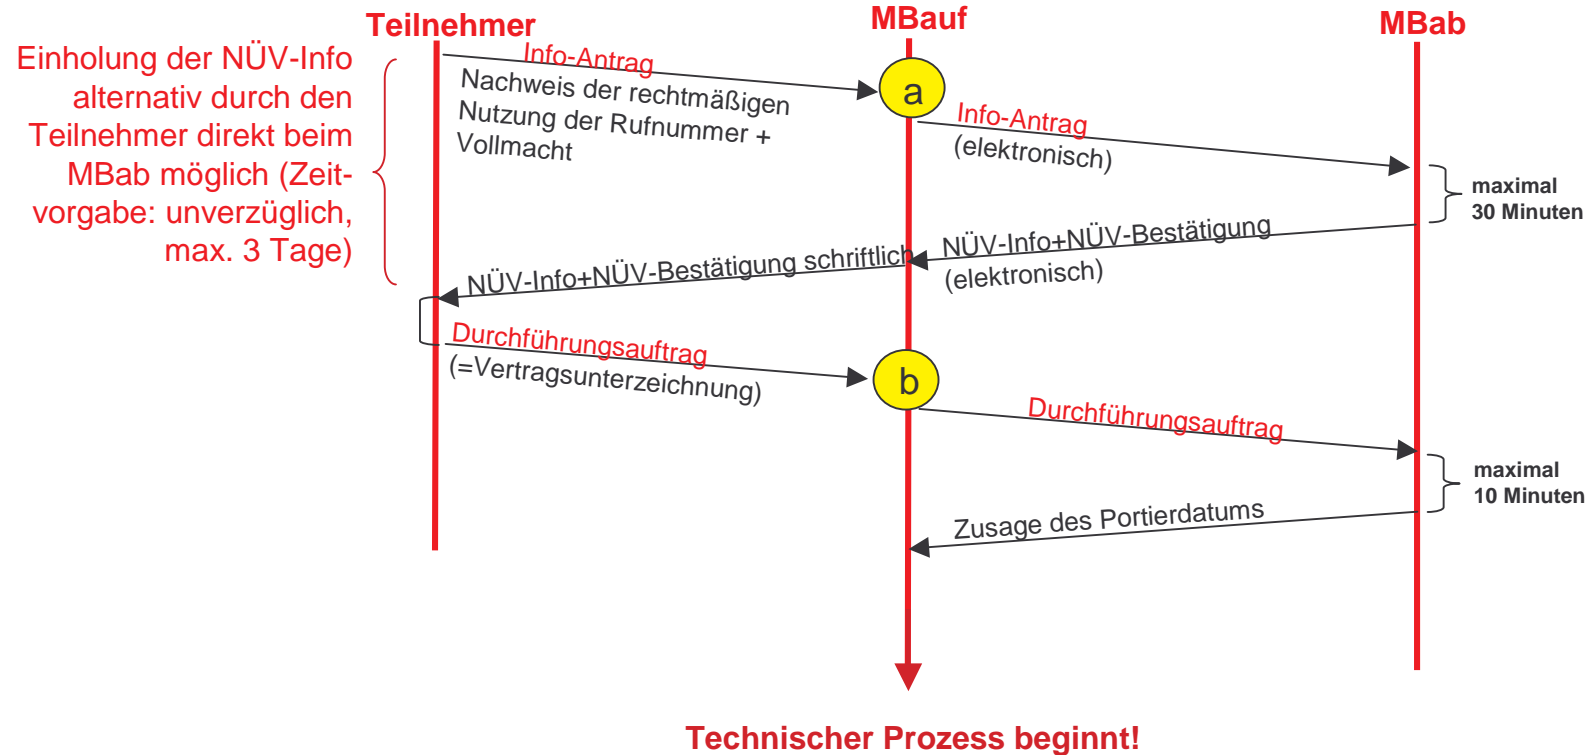 Teilnehmer
MBauf
MBab
Einholung der NÜV-Info
alternativ durch den
Teilnehmer direkt beim
MBab möglich (Zeit-
vorgabe: unverzüglich,
max. 3 Tage)
Info-Antrag
Nachweis der rechtmäßigen
Nutzung der Rufnummer +
Vollmacht
a
Info-Antrag
(elektronisch)
maximal
30 Minuten
NÜV-Info+NÜV-Bestätigung
(elektronisch)
NÜV-Info+NÜV-Bestätigung schriftlich
Durchführungsauftrag
(=Vertragsunterzeichnung)
b
Durchführungsauftrag
maximal
10 Minuten
Zusage des Portierdatums
Technischer Prozess beginnt!